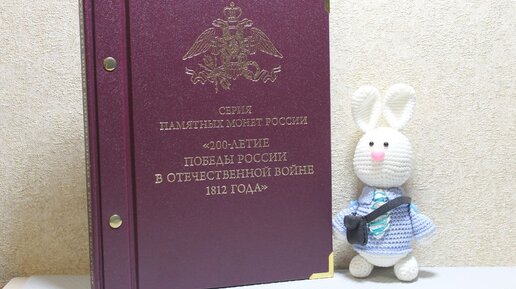 СЕРИЯ
ПАМЯТНЫХ МОНЕТ РОССИИ
«200-ЛЕТИЕ
ПОБЕДЫ РОССИИ
В ОТЕЧЕСТВЕННОЙ ВОЙНЕ
1812 ГОДА»